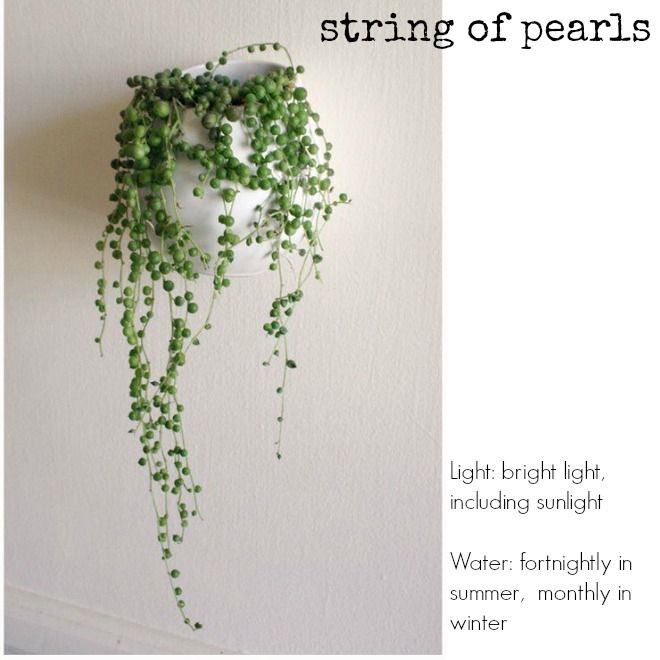 string of pearls
Light: bright light,
including sunlight
Water: fortnightly in
summer, monthly in
winter